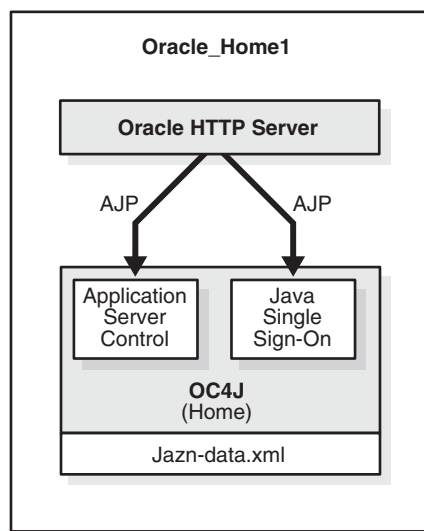 Oracle_Home1
Oracle HTTP Server
AJP
AJP
Application
Server
Control
Java
Single
Sign-On
OC4J
(Home)
Jazn-data.xml